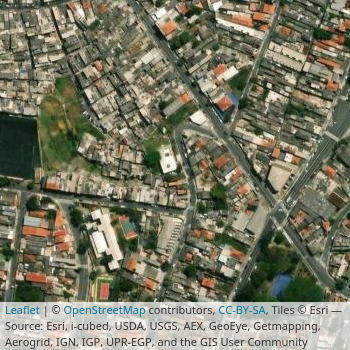 Leaflet | © OpenStreetMap contributors, CC-BY-SA, Tiles © Esri —
Source: Esri, i-cubed, USDA, USGS, AEX, GeoEye, Getmapping,
Aerogrid, IGN, IGP, UPR-EGP, and the GIS User Community